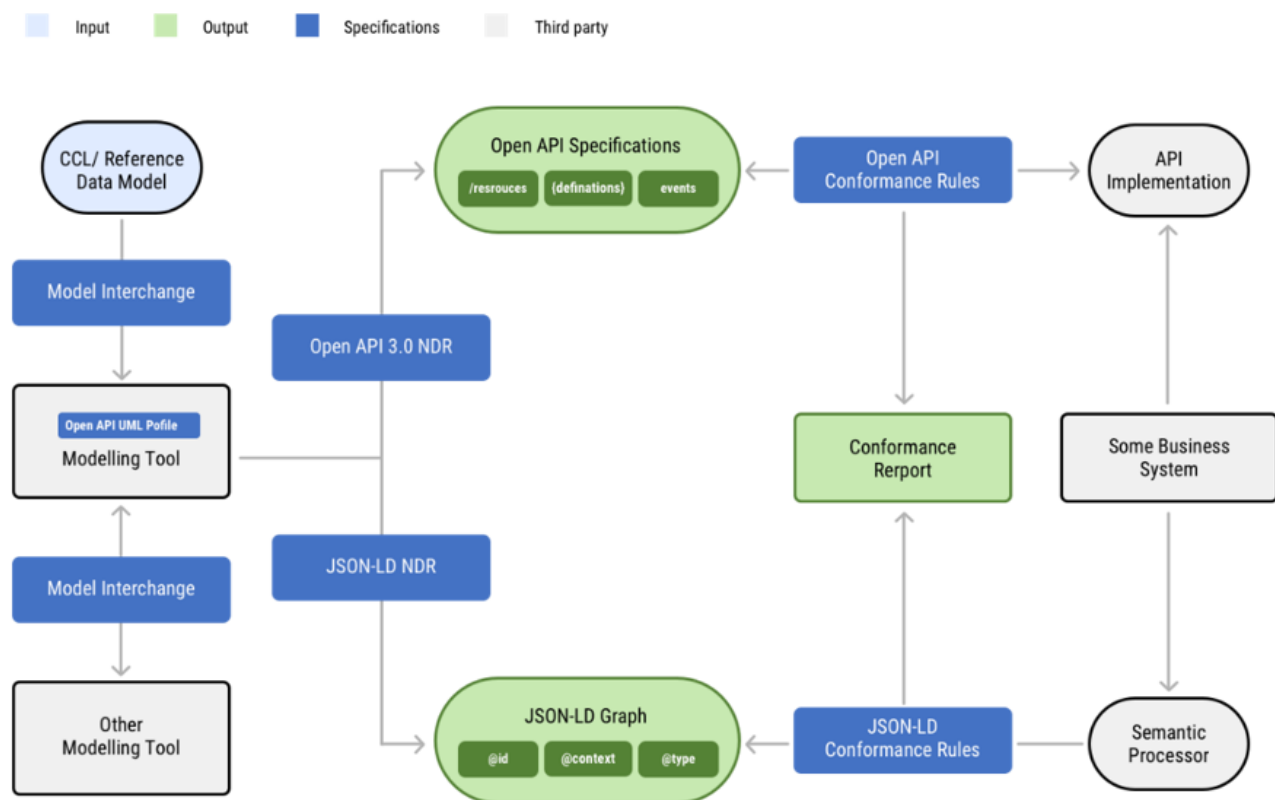 Input
Output
Specifications
Third party
CCL/ Reference
Data Model
Model Interchange
Open API UML Pofile
Modelling Tool
Model Interchange
Other
Modelling Tool
Open API 3.0 NDR
JSON-LD NDR
Open API Specifications
/resrouces
(definations)
events
JSON-LD Graph
@id
@context
@type
Open API
Conformance Rules
Conformance
Rerport
JSON-LD
Conformance Rules
API
Implementation
Some Business
System
Semantic
Processor